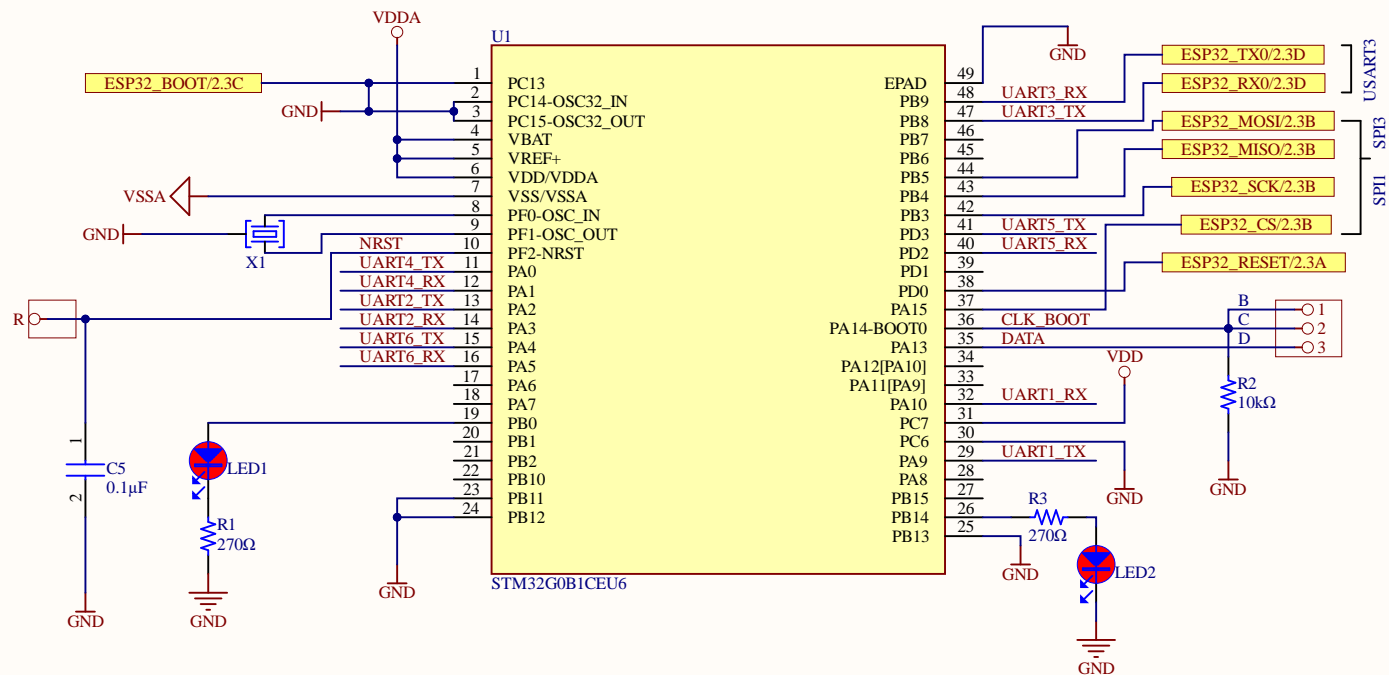 VDDA
U1
ESP32_BOOT/2.3C
GND
VSSA
GND
X1
NRST
UART4_TX
UART4_RX
UART2_TX
UART2_RX
UART6_TX
UART6_RX
R
1
C5
0.1µF
2
GND
LED1
R1
270Ω
GND
GND
1 PC13
2 PC14-OSC32_IN
3 PC15-OSC32_OUT
4 VBAT
5 VREF+
6 VDD/VDDA
7 VSS/VSSA
8 PF0-OSC_IN
9 PF1-OSC_OUT
10 PF2-NRST
11 PA0
12 PA1
13 PA2
14 PA3
15 PA4
16 PA5
17 PA6
18 PA7
19 PB0
20 PB1
21 PB2
22 PB10
23 PB11
24 PB12
STM32G0B1CEU6
EPAD 49
PB9 48
PB8 47
PB7 46
PB6 45
PB5 44
PB4 43
PB3 42
PD3 41
PD2 40
PD1 39
PD0 38
PA15 37
PA14-BOOT0 36
PA13 35
PA12[PA10] 34
PA11[PA9] 33
PA10 32
PC7 31
PC6 30
PA9 29
PA8 28
PB15 27
PB14 26
PB13 25
GND
UART3_RX
UART3_TX
UART5_TX
UART5_RX
CLK_BOOT
DATA
UART1_RX
UART1_TX
ESP32_TX0/2.3D
ESP32_RX0/2.3D
USART3
ESP32_MOSI/2.3B
ESP32_MISO/2.3B
ESP32_SCK/2.3B
ESP32_CS/2.3B
SPI3
SPI1
ESP32_RESET/2.3A
B 1
C 2
D 3
VDD
R2
10kΩ
GND
GND
R3
270Ω
GND
LED2
GND